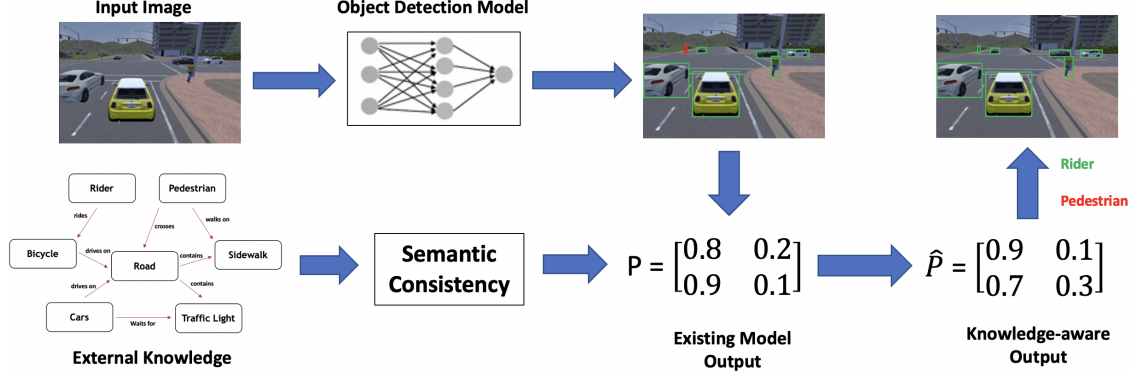 Input Image
Object Detection Model
Rider
Pedestrian
rides
crosses
walks on
Bicycle
drives on
Road
contains
Sidewalk
drives on
contains
Cars
Waits for
Traffic Light
External Knowledge
Semantic
Consistency
P = [0.8 0.2
0.9 0.1]
Existing Model
Output
P̂ = [0.9 0.1
0.7 0.3]
Knowledge-aware
Output
Rider
Pedestrian